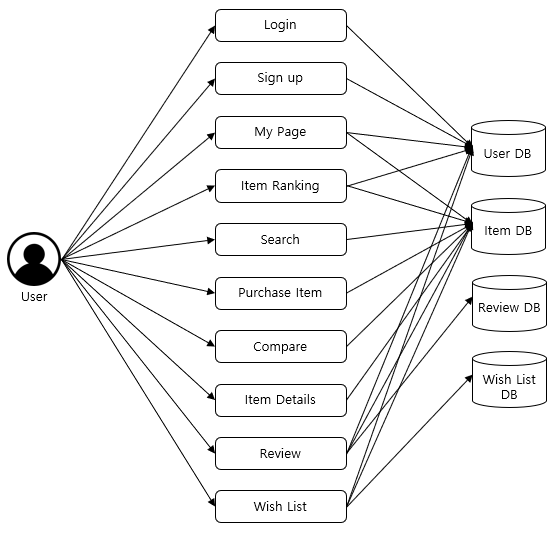 Login
Sign up
My Page
Item Ranking
Search
Purchase Item
Compare
Item Details
Review
Wish List
User
User DB
Item DB
Review DB
Wish List
DB